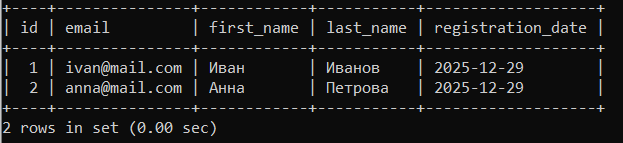 +----+---------------+------------+-----------+-------------------+
| id | email         | first_name | last_name | registration_date |
+----+---------------+------------+-----------+-------------------+
|  1 | ivan@mail.com | Иван       | Иванов    | 2025-12-29        |
|  2 | anna@mail.com | Анна       | Петрова   | 2025-12-29        |
+----+---------------+------------+-----------+-------------------+
2 rows in set (0.00 sec)